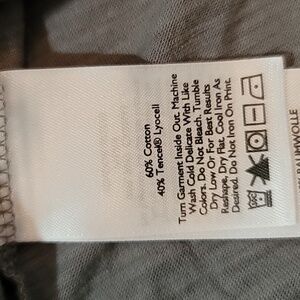 60% Cotton
40% Tencel® Lyocell
Turn Garment Inside Out. Machine
Wash Cold Delicate With Like
Colors. Do Not Bleach. Tumble
Dry Low Or For Best Results
Reshape, Dry Flat. Cool Iron As
Desired. Do Not Iron On Print.
BAUMWOLLE